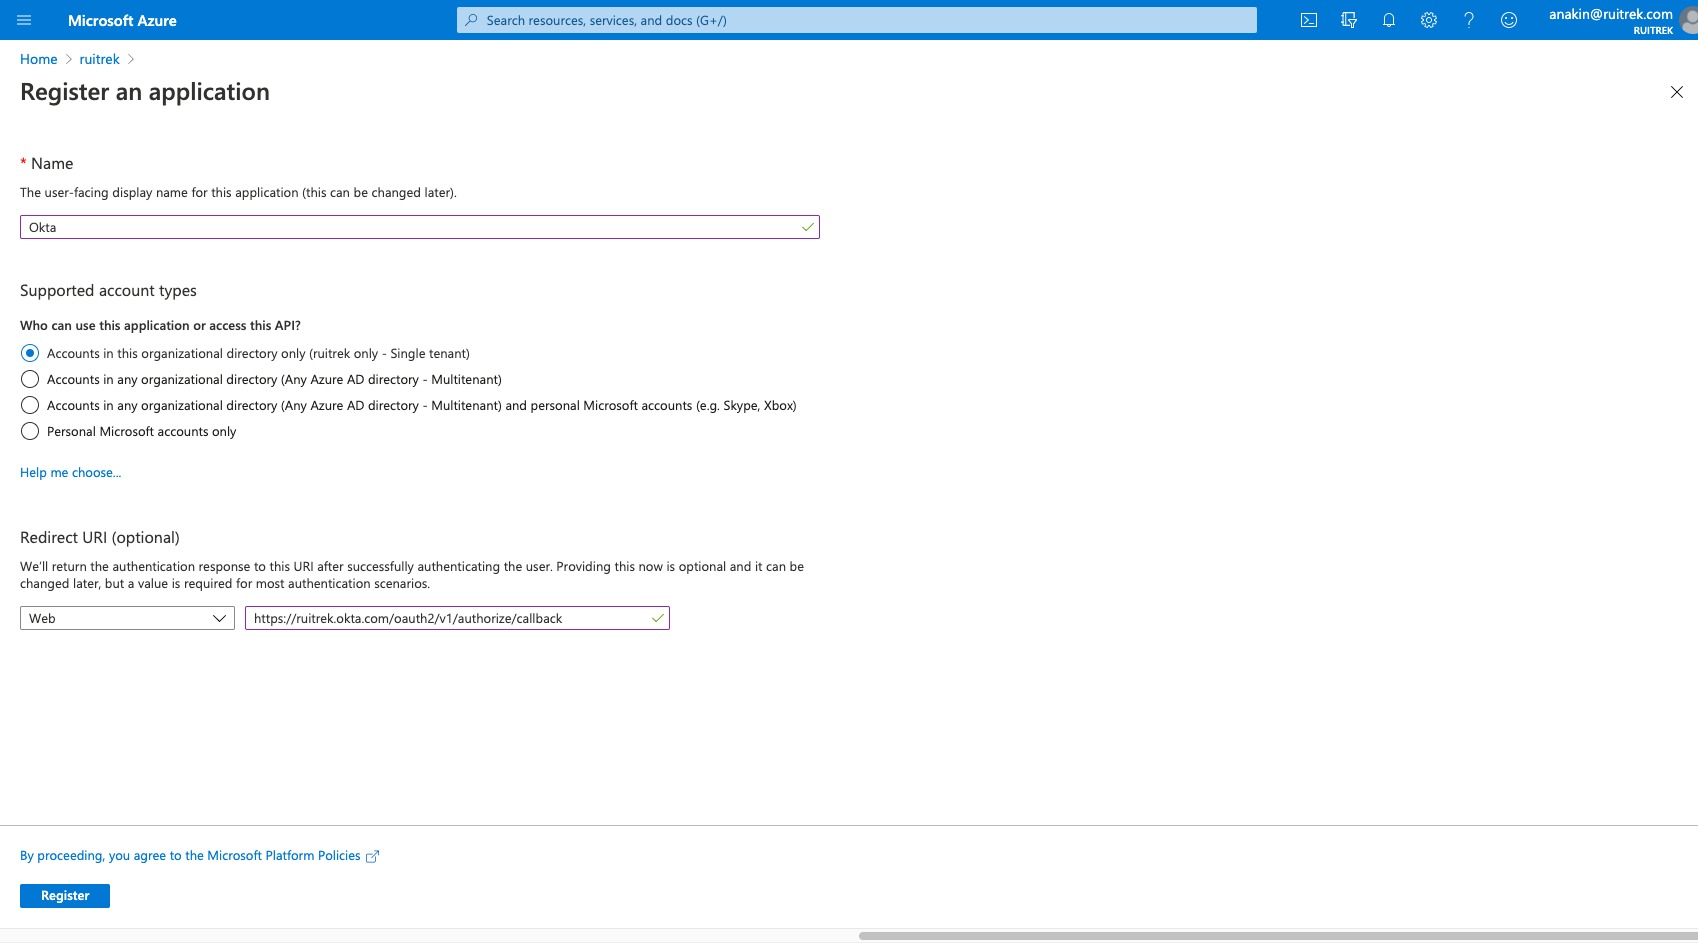 Microsoft Azure
Search resources, services, and docs (G+/)
anakin@ruitrek.com
RUITREK
Home > ruitrek >
Register an application
* Name
The user-facing display name for this application (this can be changed later).
Okta
Supported account types
Who can use this application or access this API?
Accounts in this organizational directory only (ruitrek only - Single tenant)
Accounts in any organizational directory (Any Azure AD directory - Multitenant)
Accounts in any organizational directory (Any Azure AD directory - Multitenant) and personal Microsoft accounts (e.g. Skype, Xbox)
Personal Microsoft accounts only
Help me choose...
Redirect URI (optional)
We'll return the authentication response to this URI after successfully authenticating the user. Providing this now is optional and it can be
changed later, but a value is required for most authentication scenarios.
Web
https://ruitrek.okta.com/oauth2/v1/authorize/callback
By proceeding, you agree to the Microsoft Platform Policies
Register